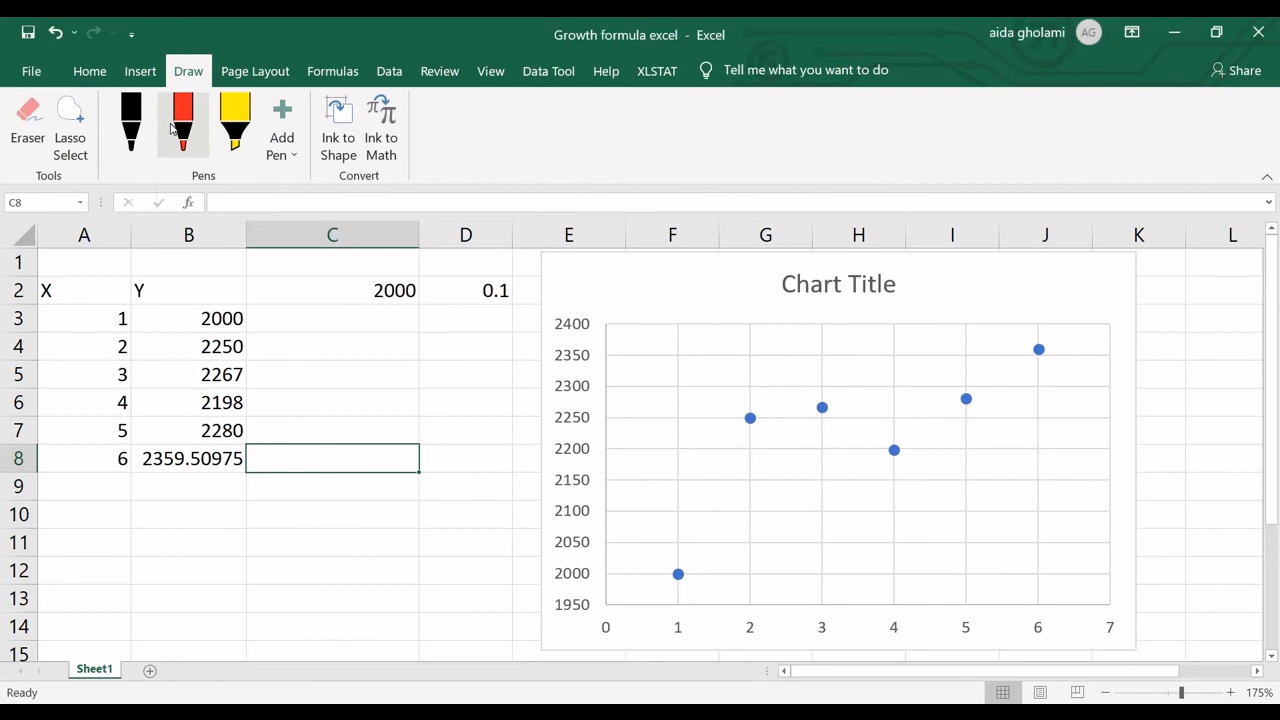 Growth formula excel - Excel
aida gholami AG
File Home Insert Draw Page Layout Formulas Data Review View Data Tool Help XLSTAT Tell me what you want to do Share
Eraser Lasso Select Add Pen Ink to Shape Ink to Math
Tools Pens Convert
C8 fx
A B C D E F G H I J K L
1
2 X Y 2000 0.1
3 1 2000
4 2 2250
5 3 2267
6 4 2198
7 5 2280
8 6 2359.50975
9
10
11
12
13
14
15
Chart Title
2400
2350
2300
2250
2200
2150
2100
2050
2000
1950
0 1 2 3 4 5 6 7
Sheet1
Ready 175%